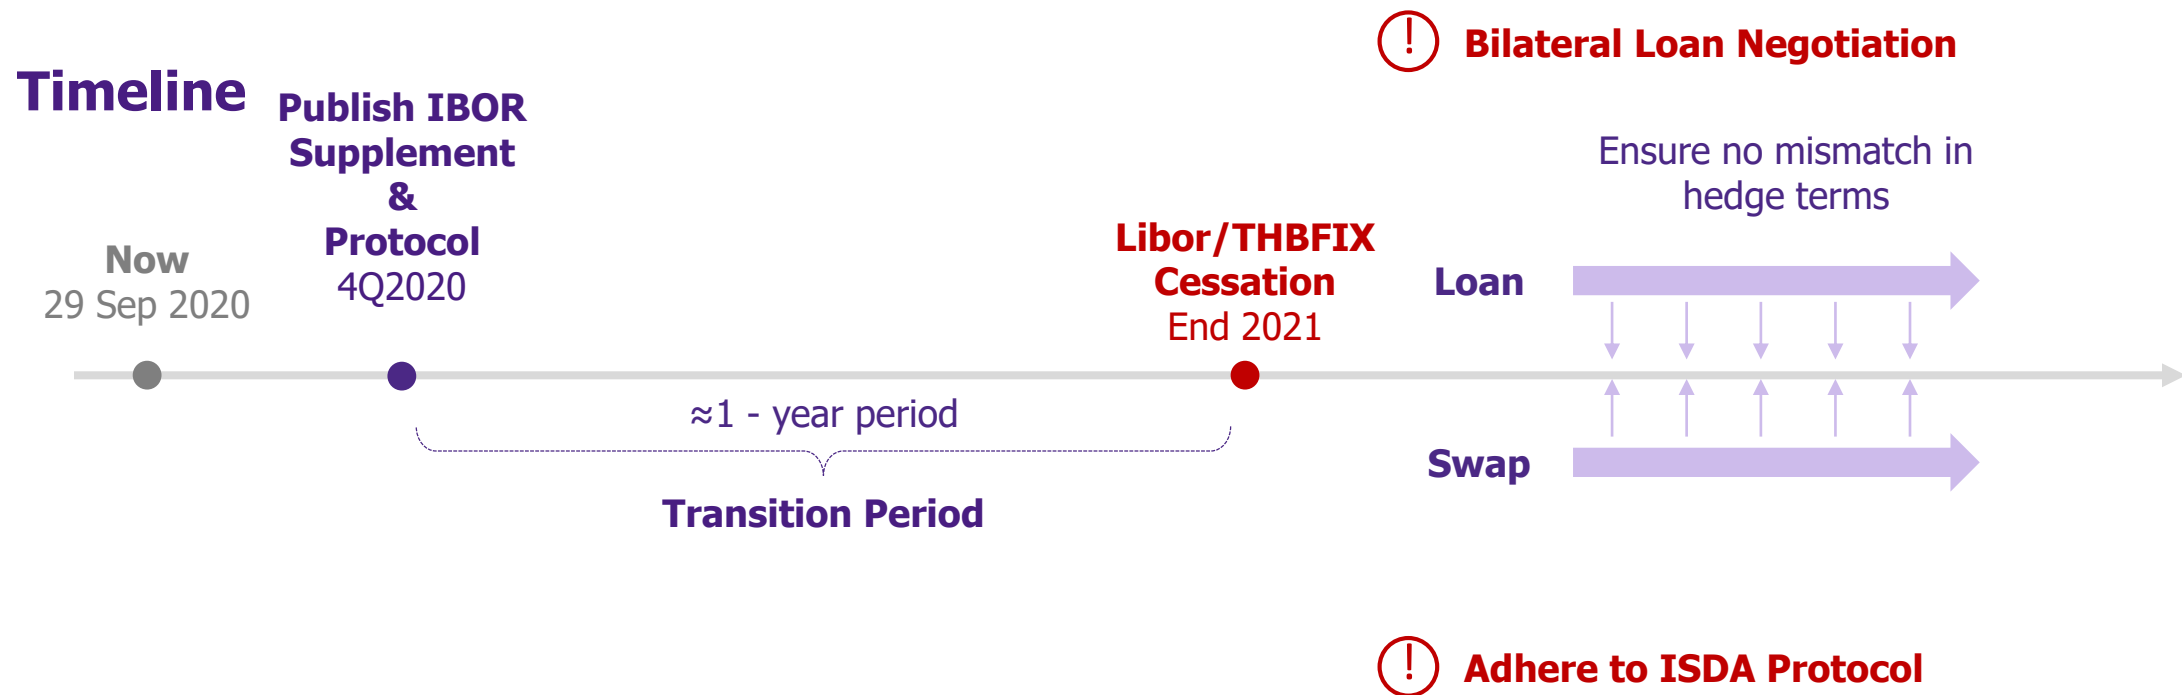 Timeline
Now
29 Sep 2020
Publish IBOR
Supplement
&
Protocol
4Q2020
≈1 - year period
Transition Period
Libor/THBFIX
Cessation
End 2021
! Bilateral Loan Negotiation
Ensure no mismatch in
hedge terms
Loan
Swap
! Adhere to ISDA Protocol